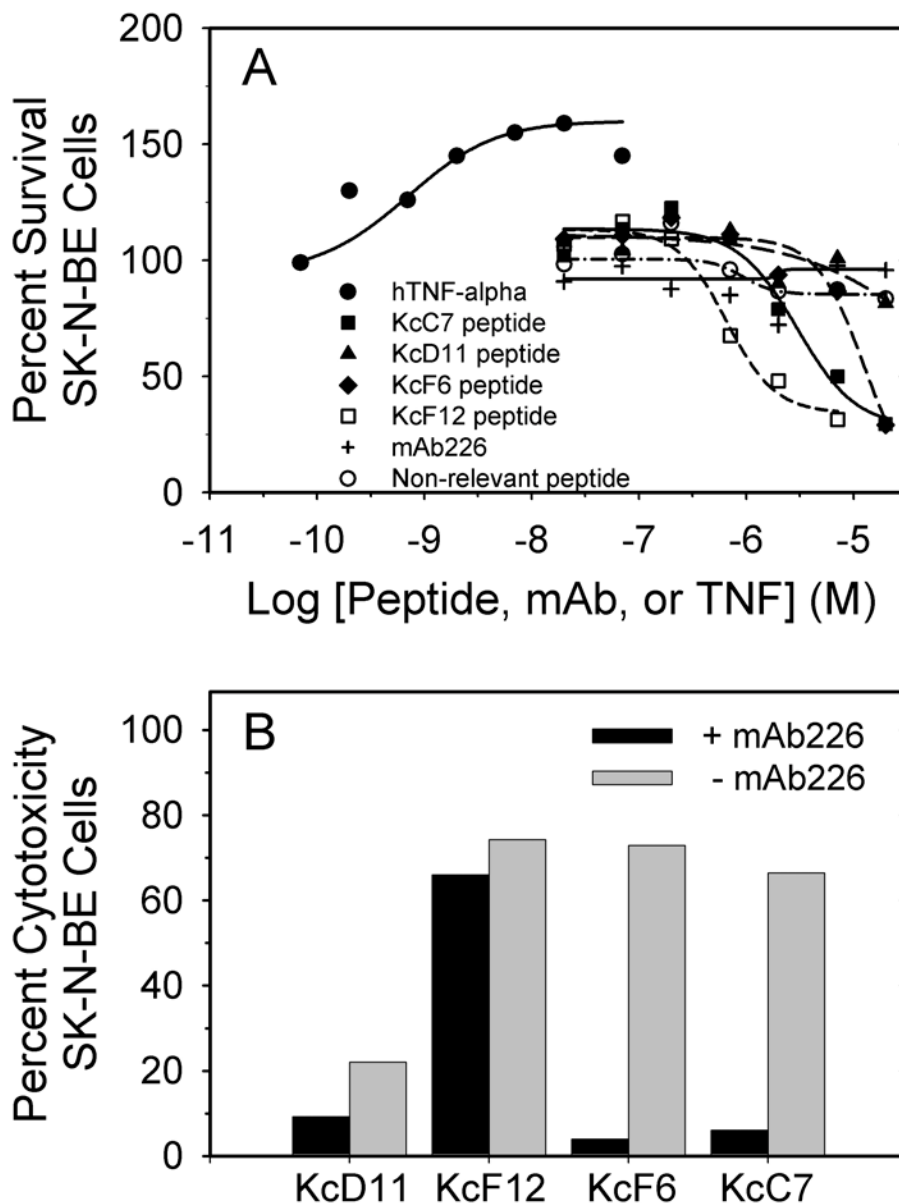 A
Percent Survival
SK-N-BE Cells
200
150
100
50
0
hTNF-alpha
KcC7 peptide
KcD11 peptide
KcF6 peptide
KcF12 peptide
mAb226
Non-relevant peptide
-11 -10 -9 -8 -7 -6 -5
Log [Peptide, mAb, or TNF] (M)
B
Percent Cytotoxicity
SK-N-BE Cells
100
80
60
40
20
0
+ mAb226
- mAb226
KcD11 KcF12 KcF6 KcC7